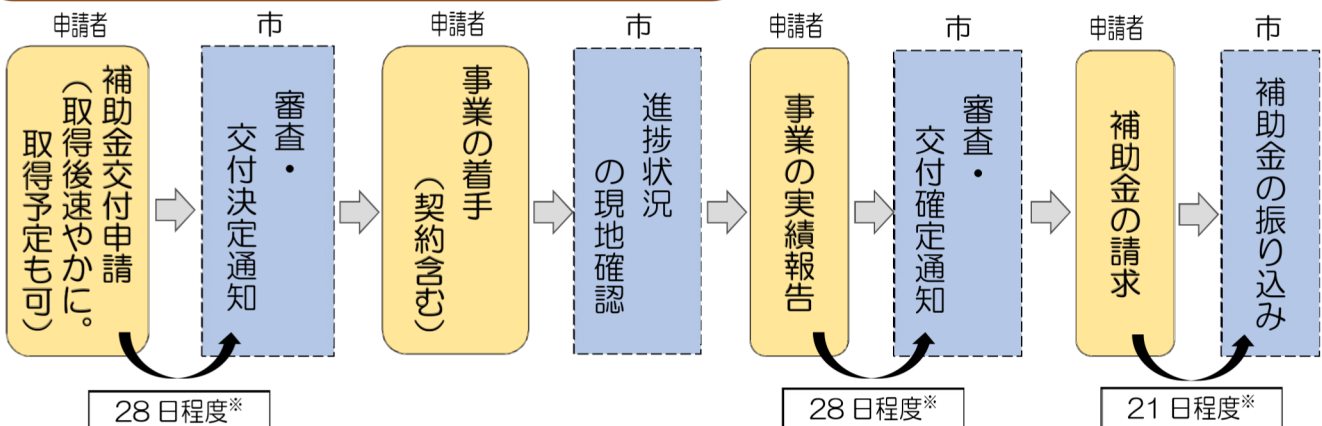 申請者
補助金交付申請
（取得後速やかに。
取得予定も可）
市
審査・
交付決定通知
申請者
事業の着手
（契約含む）
市
進捗状況
の現地確認
申請者
事業の実績報告
市
審査・
交付確定通知
申請者
補助金の請求
市
補助金の振り込み
28日程度※
28日程度※
21日程度※